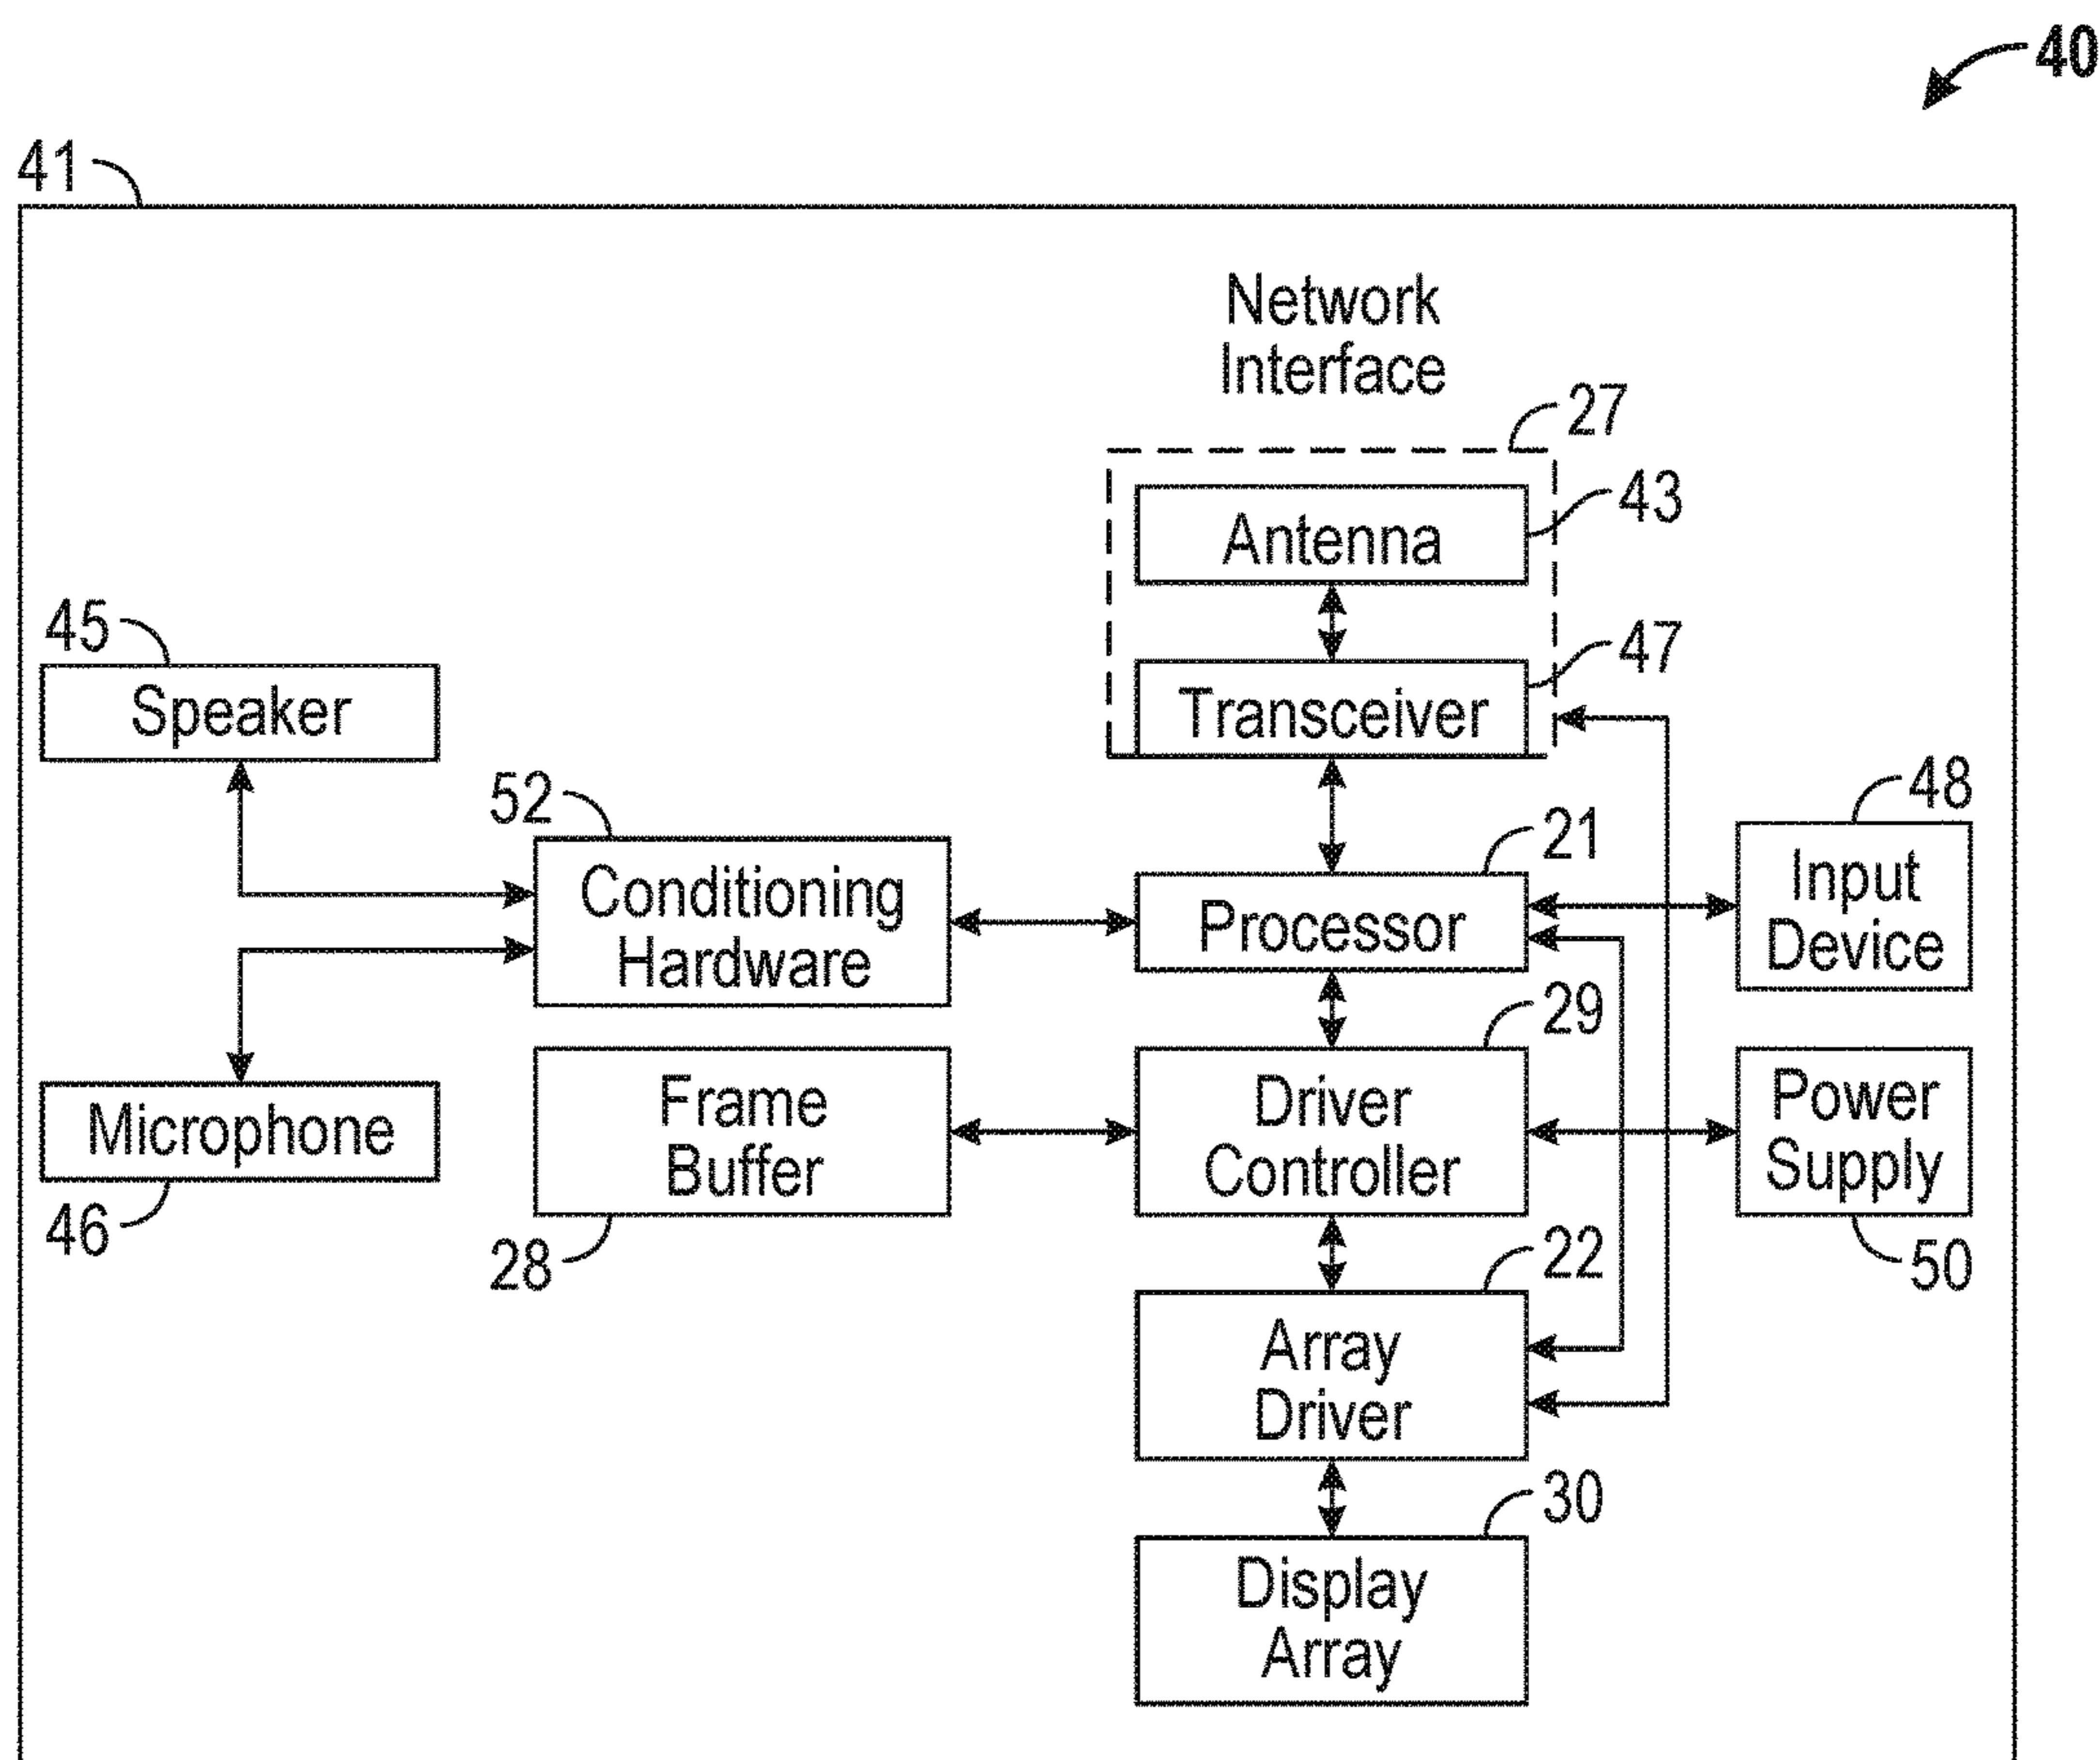 40
41
Network
Interface
27
Antenna
43
45
Speaker
Transceiver
47
52
Conditioning
Hardware
21
Processor
48
Input
Device
29
Microphone
46
Frame
Buffer
28
Driver
Controller
Power
Supply
50
22
Array
Driver
30
Display
Array